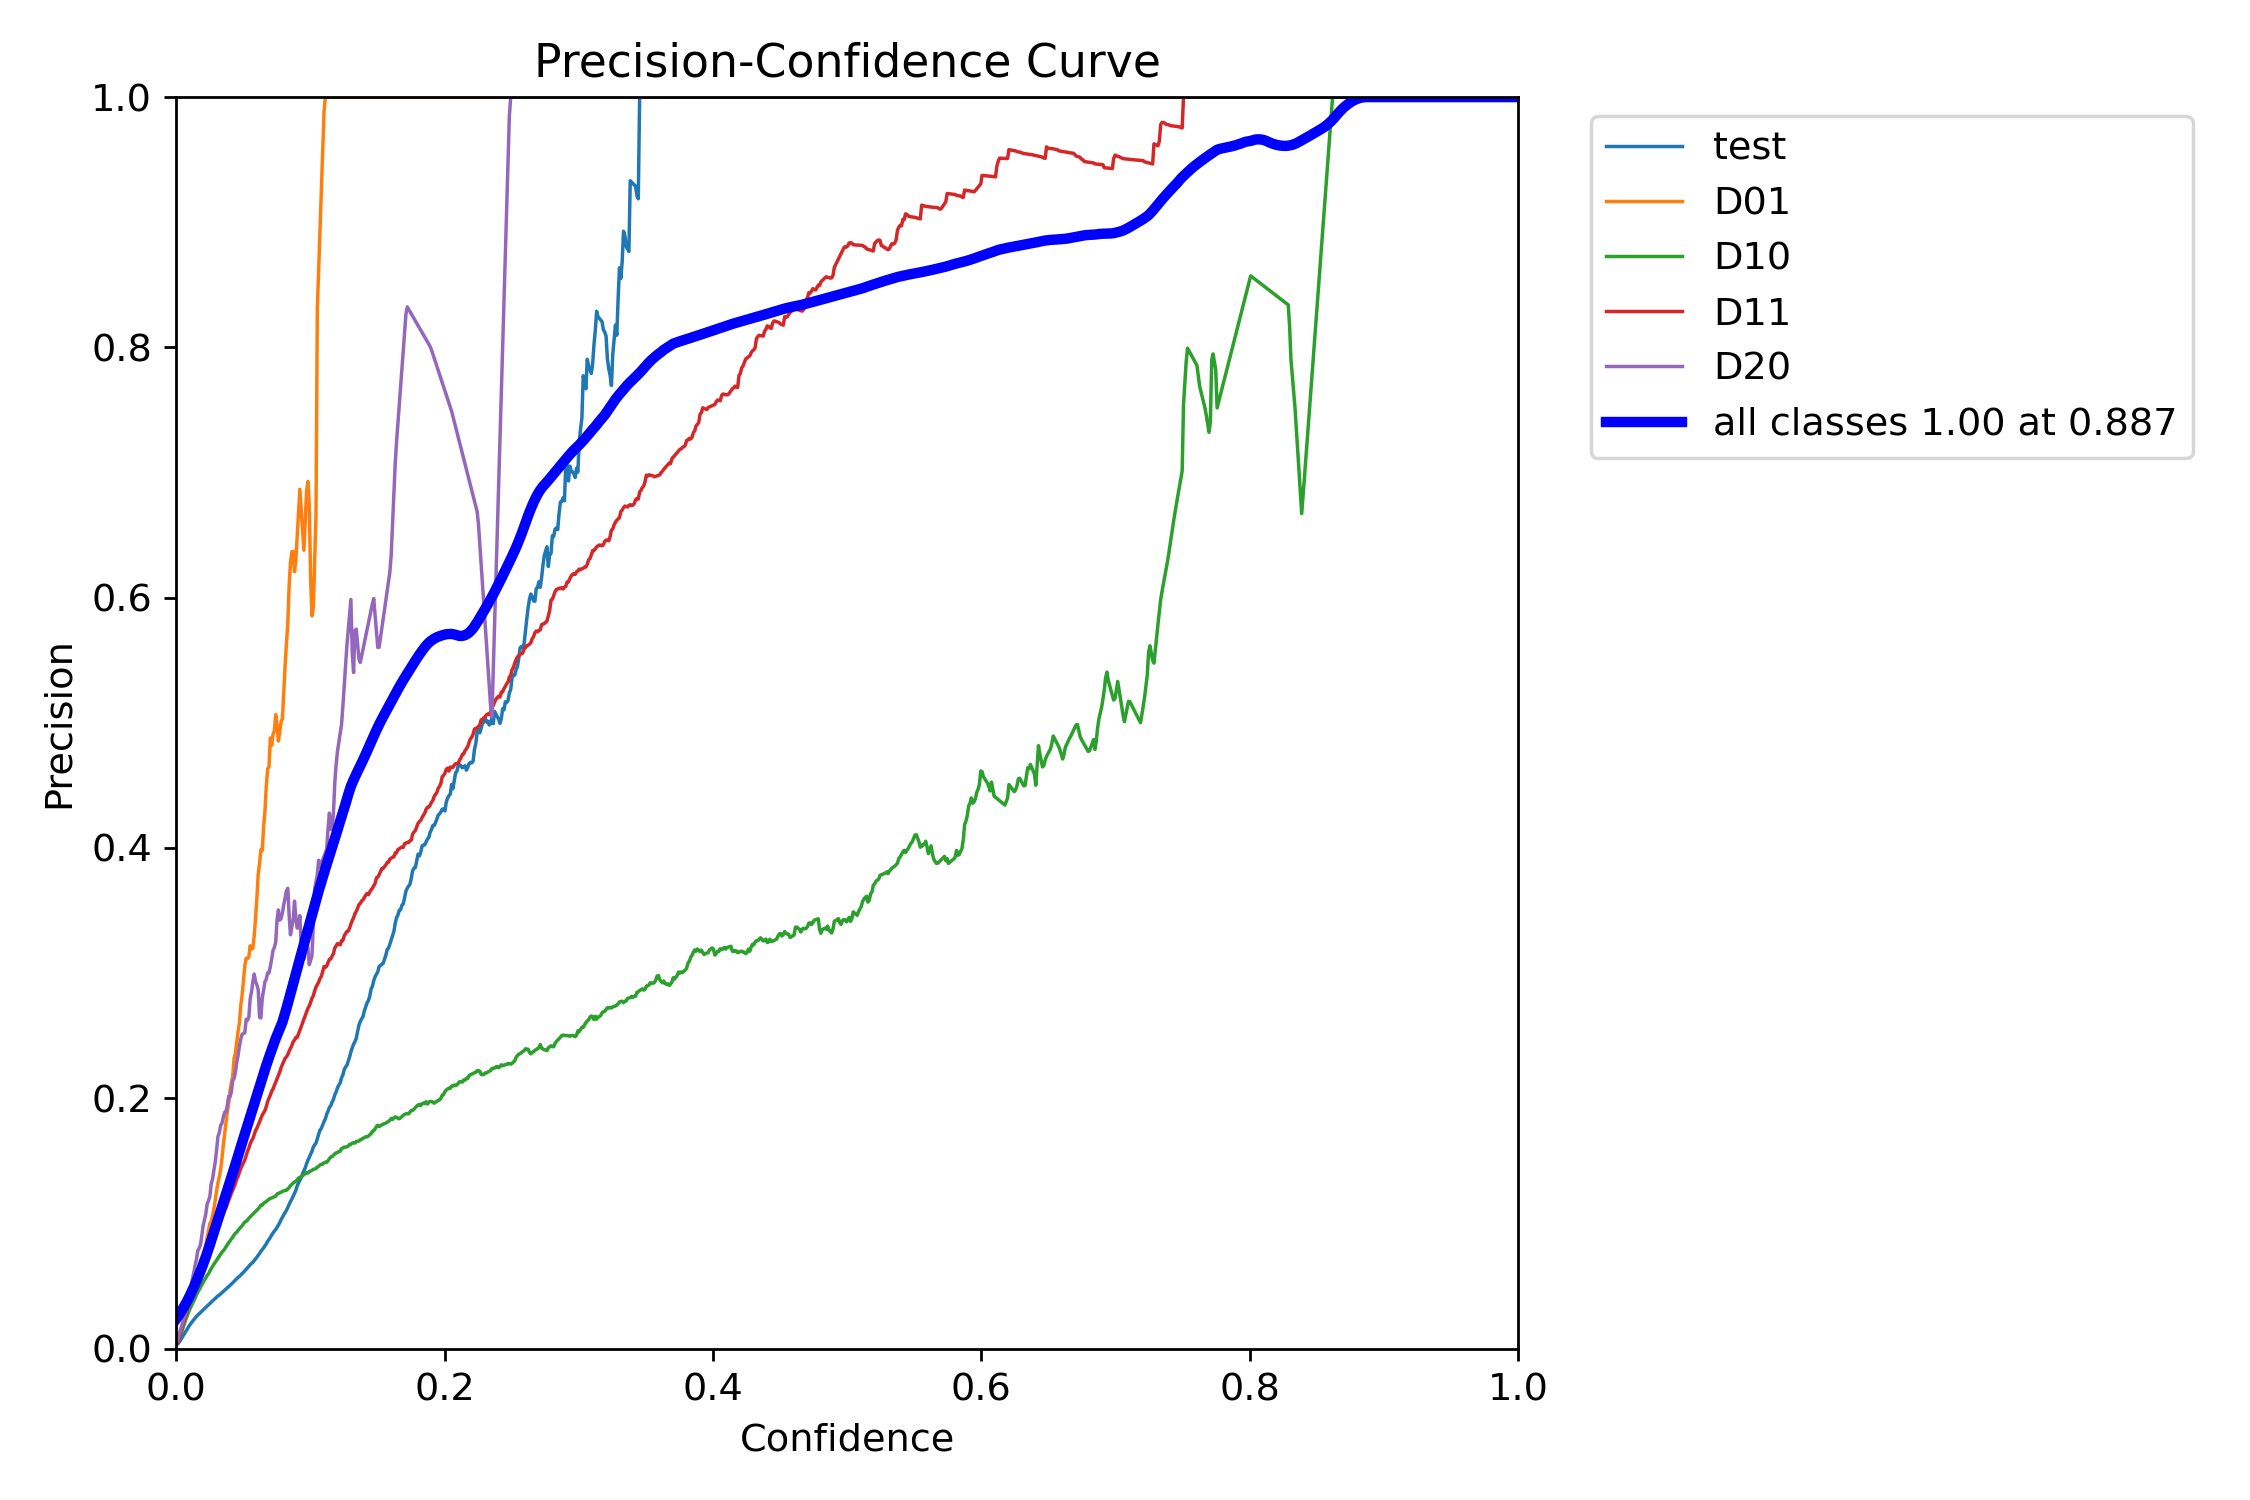 Precision-Confidence Curve
1.0
0.8
0.6
0.4
0.2
0.0
Precision
0.0 0.2 0.4 0.6 0.8 1.0
Confidence
test
D01
D10
D11
D20
all classes 1.00 at 0.887